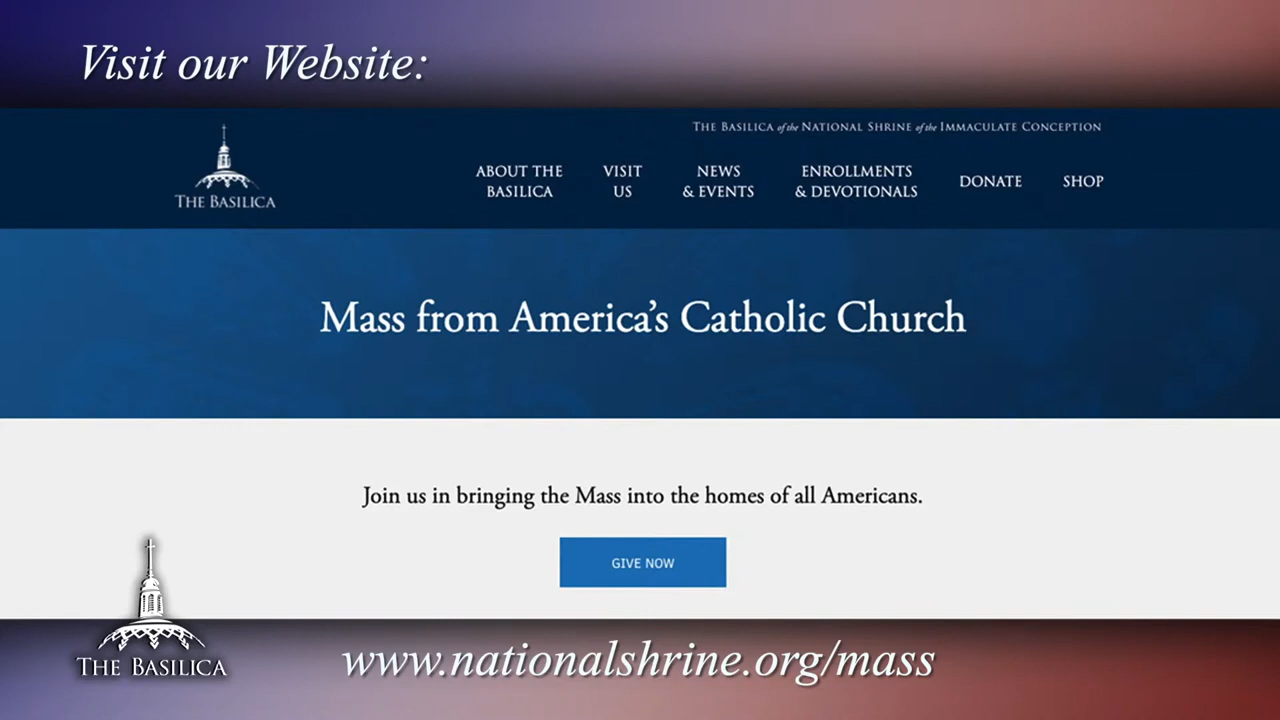 Visit our Website:
THE BASILICA of the NATIONAL SHRINE of the IMMACULATE CONCEPTION
THE BASILICA
ABOUT THE
BASILICA
VISIT
US
NEWS
& EVENTS
ENROLLMENTS
& DEVOTIONALS
DONATE
SHOP
Mass from America's Catholic Church
Join us in bringing the Mass into the homes of all Americans.
GIVE NOW
THE BASILICA
www.nationalshrine.org/mass